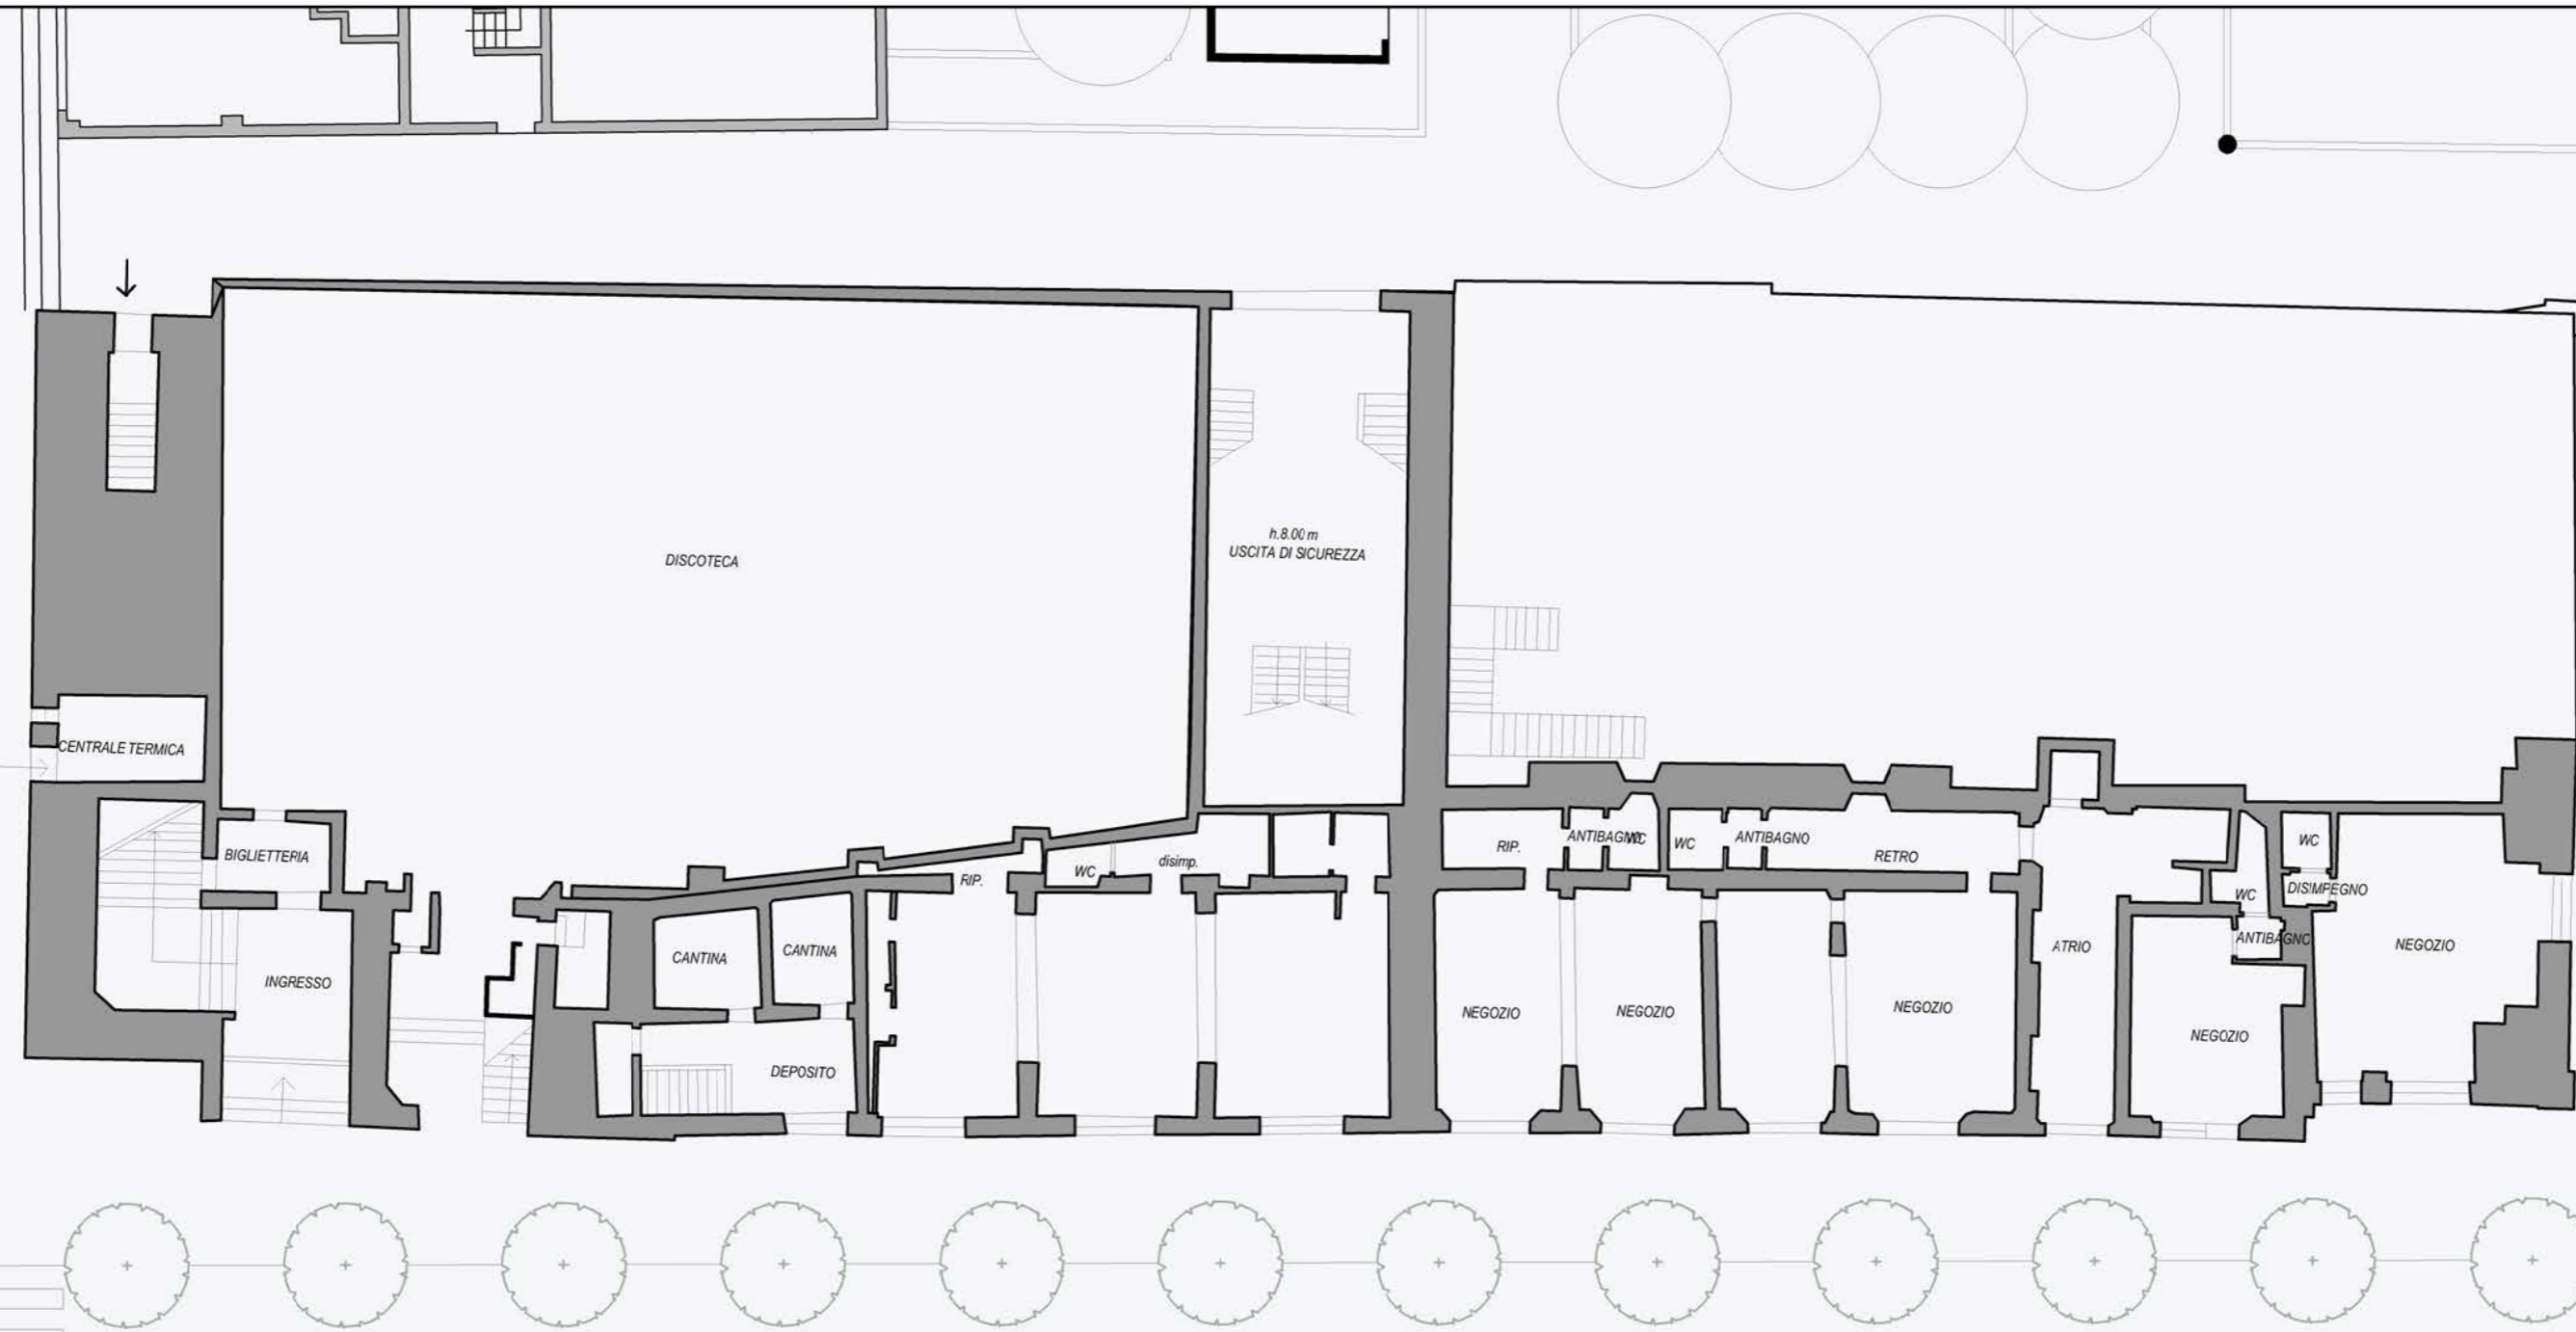 h.8.00 m
USCITA DI SICUREZZA
DISCOTECA
CENTRALE TERMICA
BIGLIETTERIA
INGRESSO
CANTINA
CANTINA
DEPOSITO
RIP.
WC
disimp.
RIP.
ANTIBAGNO
WC
WC
ANTIBAGNO
RETRO
NEGOZIO
NEGOZIO
NEGOZIO
ATRIO
WC
ANTIBAGNO
NEGOZIO
WC
DISIMPEGNO
NEGOZIO